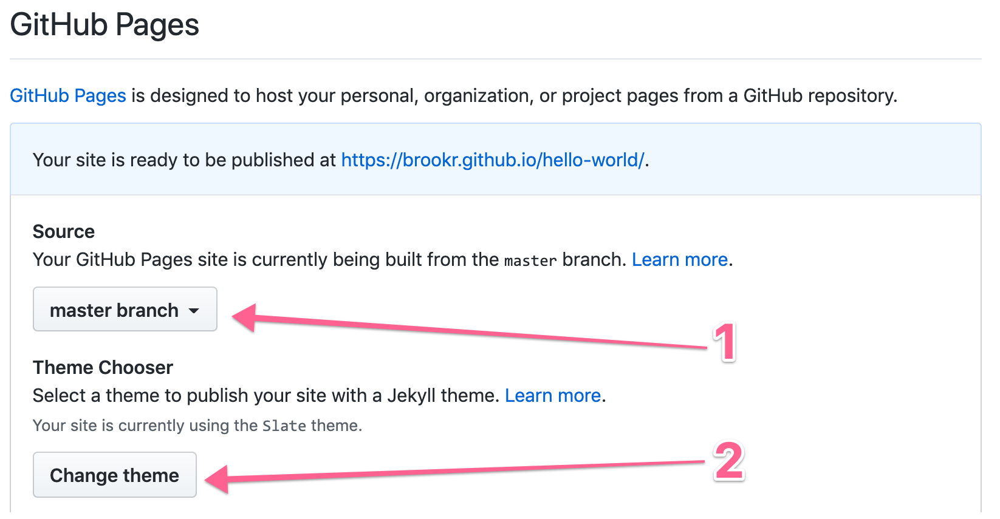 GitHub Pages
GitHub Pages is designed to host your personal, organization, or project pages from a GitHub repository.
Your site is ready to be published at https://brookr.github.io/hello-world/.
Source
Your GitHub Pages site is currently being built from the master branch. Learn more.
master branch
1
Theme Chooser
Select a theme to publish your site with a Jekyll theme. Learn more.
Your site is currently using the Slate theme.
Change theme
2